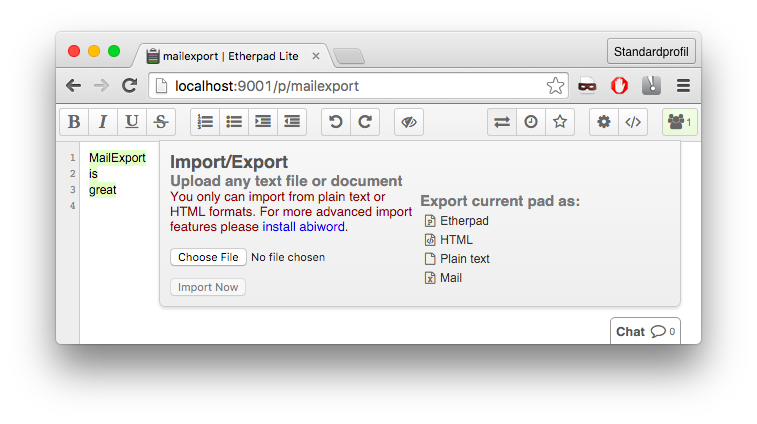 mailexport | Etherpad Lite
Standardprofil
localhost:9001/p/mailexport
B I U S
1
1 MailExport
2 is
3 great
4
Import/Export
Upload any text file or document
You only can import from plain text or
HTML formats. For more advanced import
features please install abiword.
Choose File No file chosen
Import Now
Export current pad as:
Etherpad
HTML
Plain text
Mail
Chat 0